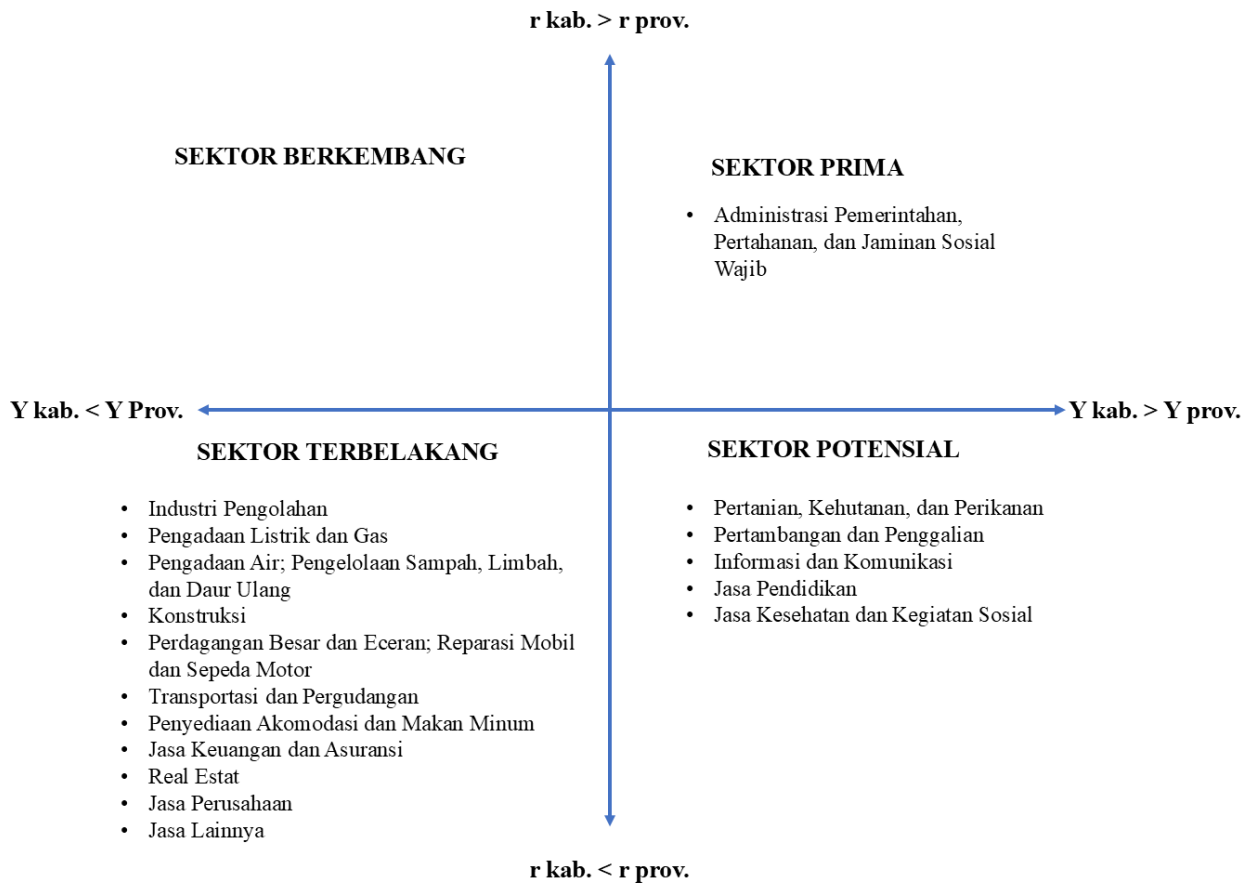 r kab. > r prov.
SEKTOR BERKEMBANG
SEKTOR PRIMA
• Administrasi Pemerintahan,
Pertahanan, dan Jaminan Sosial
Wajib
Y kab. < Y Prov.
Y kab. > Y prov.
SEKTOR TERBELAKANG
• Industri Pengolahan
• Pengadaan Listrik dan Gas
• Pengadaan Air; Pengelolaan Sampah, Limbah,
dan Daur Ulang
• Konstruksi
• Perdagangan Besar dan Eceran; Reparasi Mobil
dan Sepeda Motor
• Transportasi dan Pergudangan
• Penyediaan Akomodasi dan Makan Minum
• Jasa Keuangan dan Asuransi
• Real Estat
• Jasa Perusahaan
• Jasa Lainnya
SEKTOR POTENSIAL
• Pertanian, Kehutanan, dan Perikanan
• Pertambangan dan Penggalian
• Informasi dan Komunikasi
• Jasa Pendidikan
• Jasa Kesehatan dan Kegiatan Sosial
r kab. < r prov.